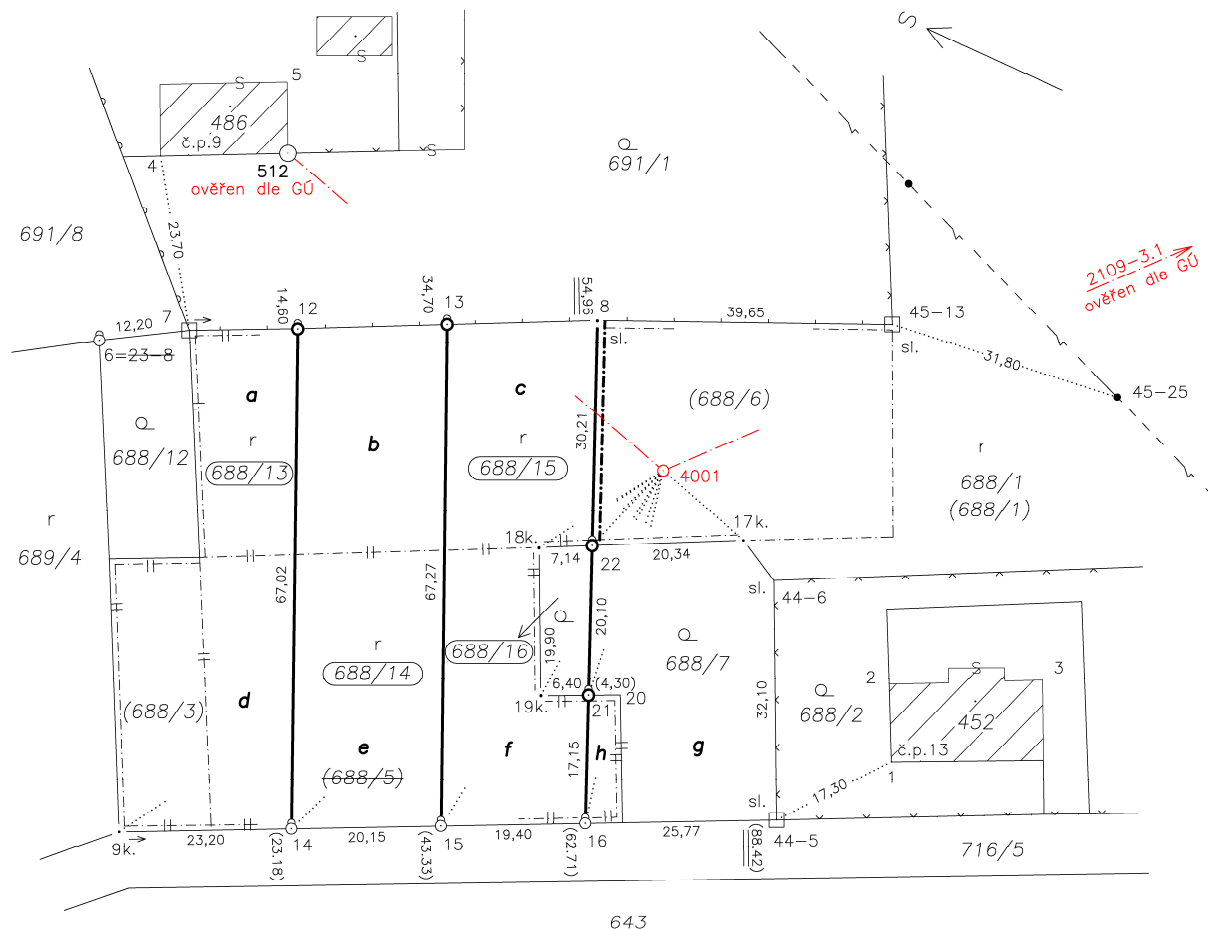 S
5
S
S
486
č.p.9
S
4
512
ověřen dle GÚ
691/1
691/8
23,70
2109-3.1
ověřen dle GÚ
12,20
7
14,60
12
34,70
13
54,96
8
39,65
45-13
6=23-8
sl.
sl.
31,80
45-25
a
b
c
(688/6)
688/12
r
688/13
r
688/15
30,21
4001
r
688/1
(688/1)
r
689/4
18k.
17k.
7,14
22
20,34
67,02
67,27
sl.
44-6
r
688/14
688/16
19,90
20,10
688/7
6,40
(4,30)
20
19k.
21
(688/3)
d
e
(688/5)
f
h
17,15
g
32,10
2
688/2
S
3
452
č.p.13
1
17,30
sl.
9k.
23,20
(23.18)
14
20,15
(43.33)
15
19,40
(62.71)
16
25,77
(88.42)
44-5
716/5
643